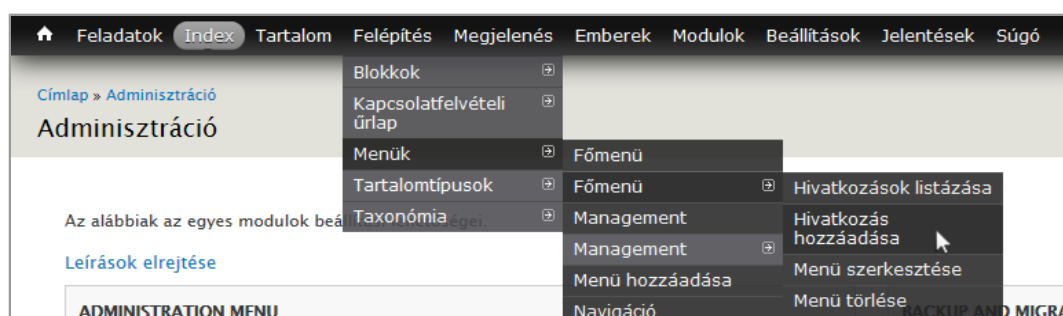 Feladatok Index Tartalom Felépítés Megjelenés Emberek Modulok Beállítások Jelentések Súgó
Címlap » Adminisztráció
Adminisztráció
Blokkok
Kapcsolatfelvételi
űrlap
Menük
Tartalomtípusok
Taxonómia
Főmenü
Főmenü
Management
Management
Menü hozzáadása
Navigáció
Hivatkozások listázása
Hivatkozás
hozzáadása
Menü szerkesztése
Menü törlése
Az alábbiak az egyes modulok
Leírások elrejtése
ADMINISTRATION MENU
BACKUP AND